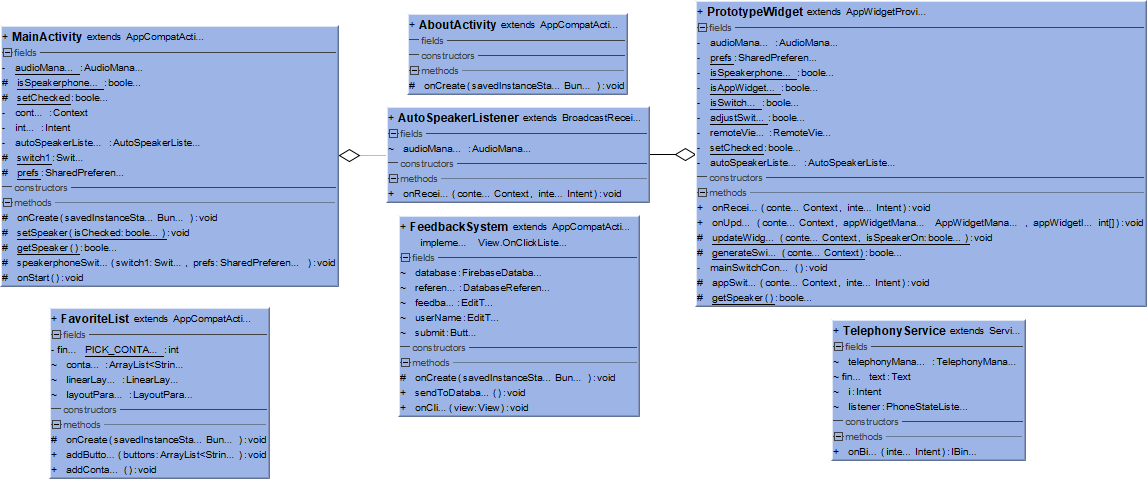 + MainActivity extends AppCompatActi...
fields
- audioMana... : AudioMana...
# isSpeakerphone... : boole...
# setChecked: boole...
- cont... : Context
- int... : Intent
- autoSpeakerListe... : AutoSpeakerListe...
# switch1: Swit...
# prefs: SharedPreferen...
constructors
methods
# onCreate (savedInstanceSta... Bun... ): void
# setSpeaker (isChecked: boole... ): void
# getSpeaker (): boole...
# speakerphoneSwit... (switch1: Swit... , prefs: SharedPreferen... ): void
# onStart (): void
+ AboutActivity extends AppCompatActi...
fields
constructors
methods
# onCreate (savedInstanceSta... Bun... ): void
+ AutoSpeakerListener extends BroadcastRecei...
fields
~ audioMana... : AudioMana...
constructors
methods
+ onRecei... (conte... Context, inte... Intent): void
+ PrototypeWidget extends AppWidgetProvi...
fields
- audioMana... : AudioMana...
- prefs: SharedPreferen...
# isSpeakerphone... : boole...
# isAppWidget... : boole...
# isSwitch... : boole...
# adjustSwit... : boole...
- remoteVie... : RemoteVie...
- setChecked: boole...
- autoSpeakerListe... : AutoSpeakerListe...
constructors
methods
+ onRecei... (conte... Context, inte... Intent): void
+ onUpd... (conte... Context, appWidgetMana... AppWidgetMana... , appWidgetI... int[]): void
# updateWidg... (conte... Context, isSpeakerOn: boole... ): void
# generateSwi... (conte... Context): boole...
- mainSwitchCon... (): void
# appSwit... (conte... Context, inte... Intent): void
# getSpeaker (): boole...
+ FeedbackSystem extends AppCompatActi...
impleme... View.OnClickListe...
fields
~ database: FirebaseDataba...
~ referen... : DatabaseReferen...
~ feedba... : EditT...
~ userName: EditT...
~ submit: Butt...
constructors
methods
# onCreate (savedInstanceSta... Bun... ): void
+ sendToDataba... (): void
+ onCli... (view: View): void
+ FavoriteList extends AppCompatActi...
fields
- fin... PICK_CONTA... : int
~ conta... : ArrayList<Strin...
~ linearLay... : LinearLay...
~ layoutPara... : LayoutPara...
constructors
methods
# onCreate (savedInstanceSta... Bun... ): void
+ addButto... (buttons: ArrayList<Strin... ): void
+ addConta... (): void
+ TelephonyService extends Servi...
fields
~ telephonyMana... : TelephonyMana...
~ fin... text: Text
~ i: Intent
~ listener: PhoneStateListe...
constructors
methods
+ onBi... (inte... Intent): IBin...